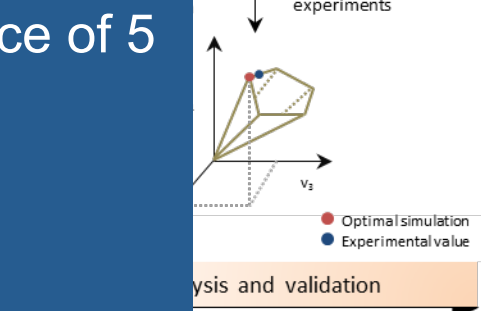 experiments
ce of 5
v₃
Optimal simulation
Experimental value
ysis and validation